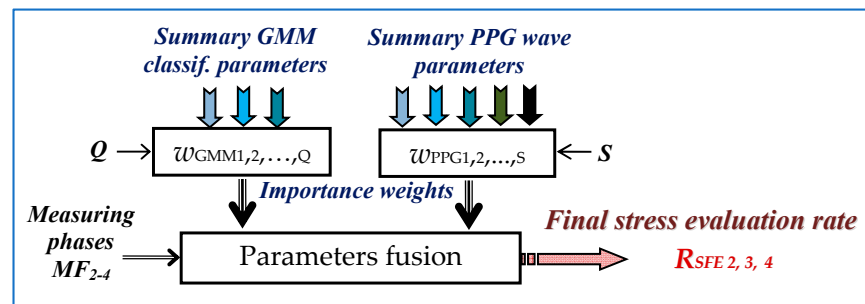 Summary GMM
classif. parameters
Summary PPG wave
parameters
Q
wGMM1,2,...,Q
wPPG1,2,...,S
S
Importance weights
Measuring
phases
MF2-4
Parameters fusion
Final stress evaluation rate
RSFE 2, 3, 4